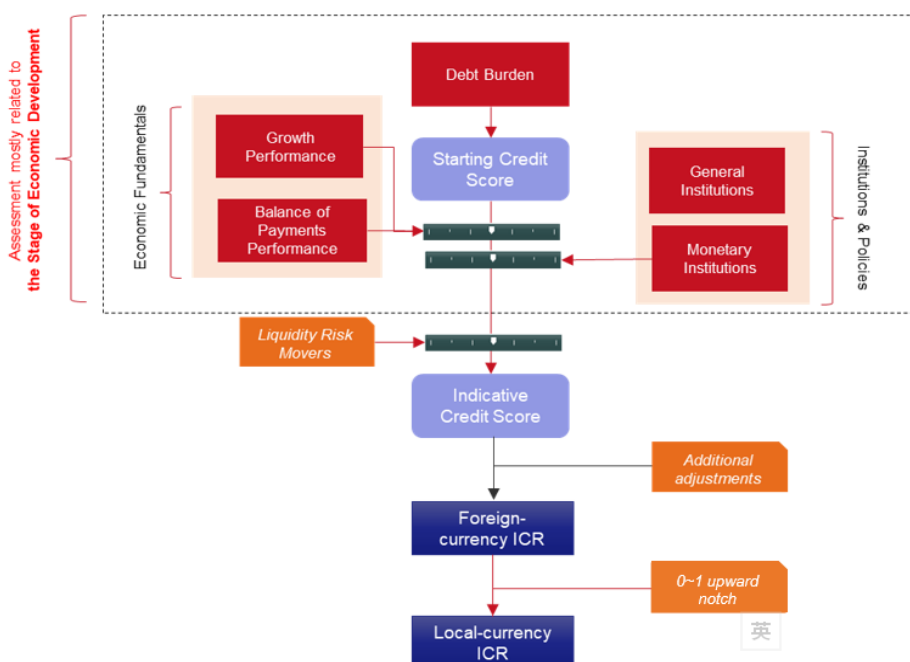 Assessment mostly related to
the Stage of Economic Development
Debt Burden
Economic Fundamentals
Growth
Performance
Balance of
Payments
Performance
Starting Credit
Score
General
Institutions
Monetary
Institutions
Institutions & Policies
Liquidity Risk
Movers
Indicative
Credit Score
Additional
adjustments
Foreign-
currency ICR
0~1 upward
notch
Local-currency
ICR
英